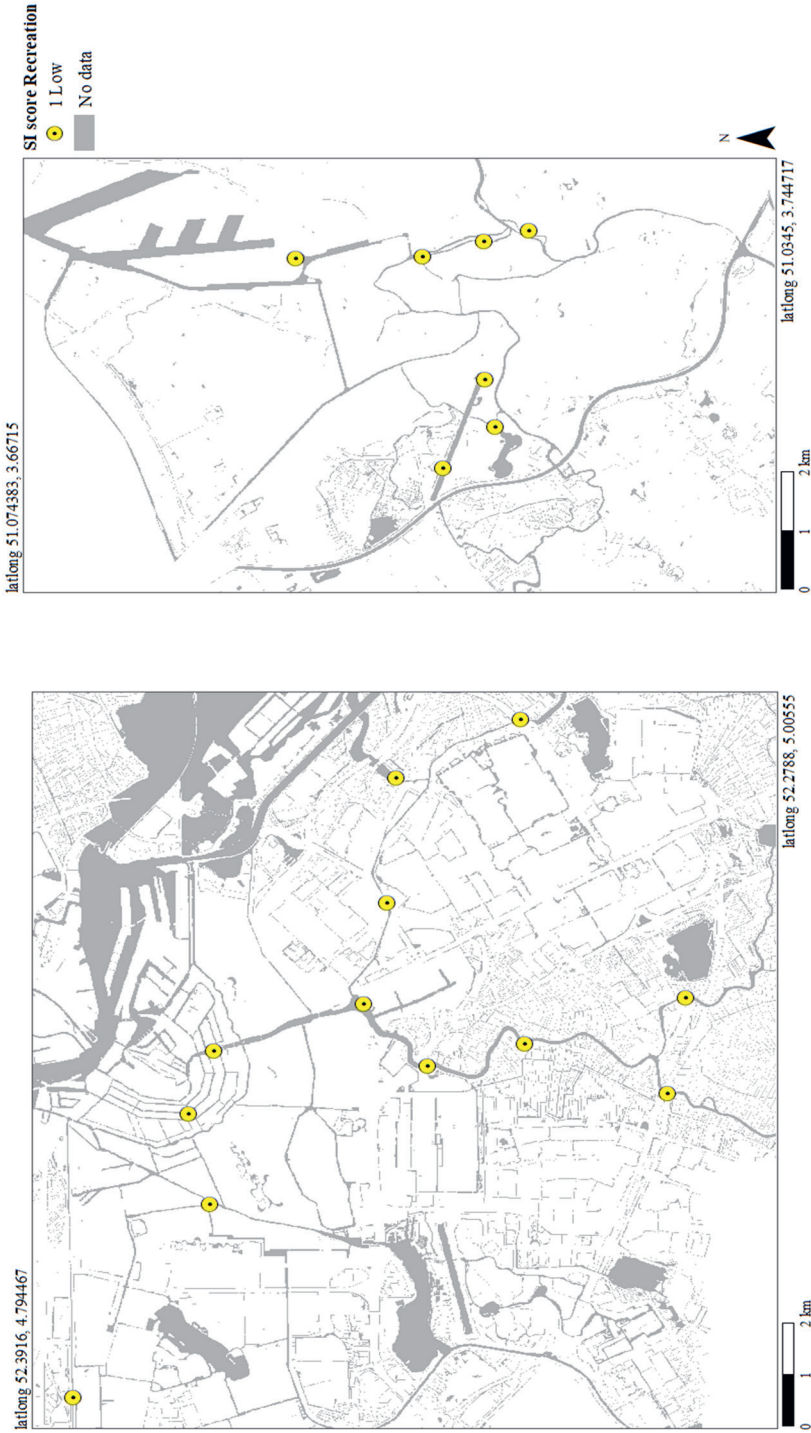 latlong 52.3916, 4.794467
latlong 52.2788, 5.00555
0 1 2 km
latlong 51.074383, 3.66715
latlong 51.0345, 3.744717
0 1 2 km
N
SI score Recreation
1 Low
No data